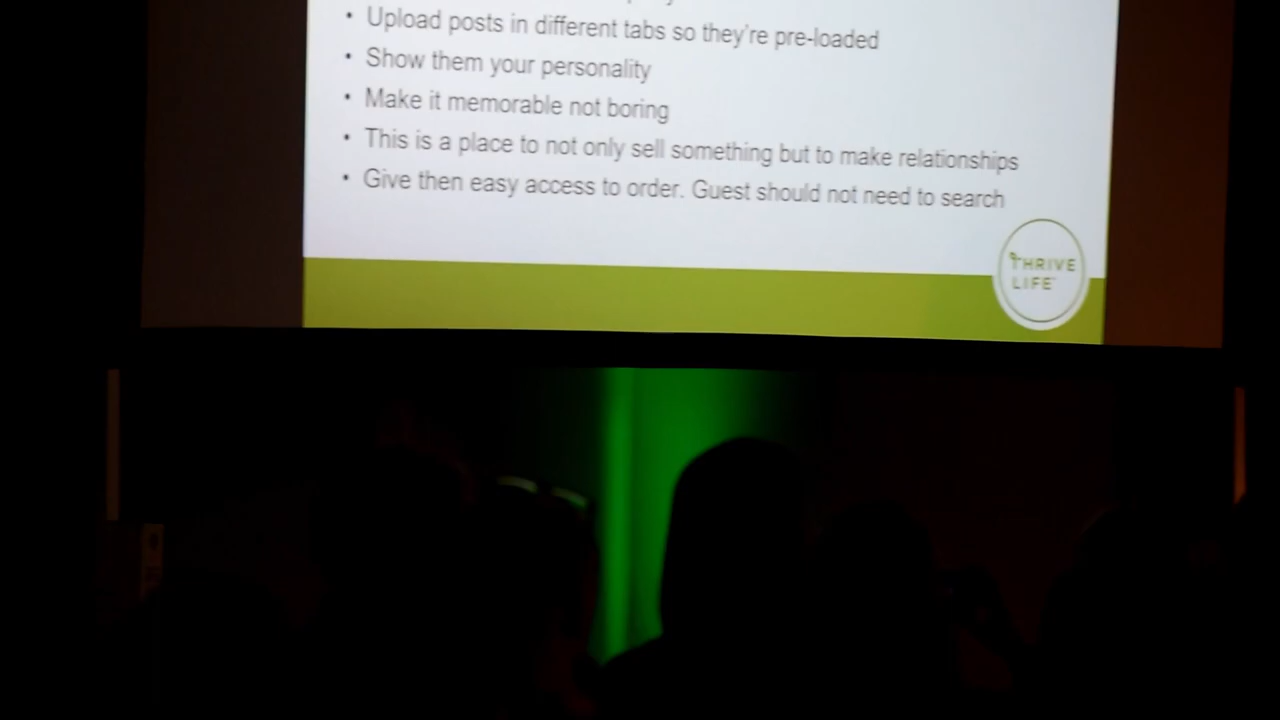 • Upload posts in different tabs so they're pre-loaded
• Show them your personality
• Make it memorable not boring
• This is a place to not only sell something but to make relationships
• Give then easy access to order. Guest should not need to search
THRIVE
LIFE